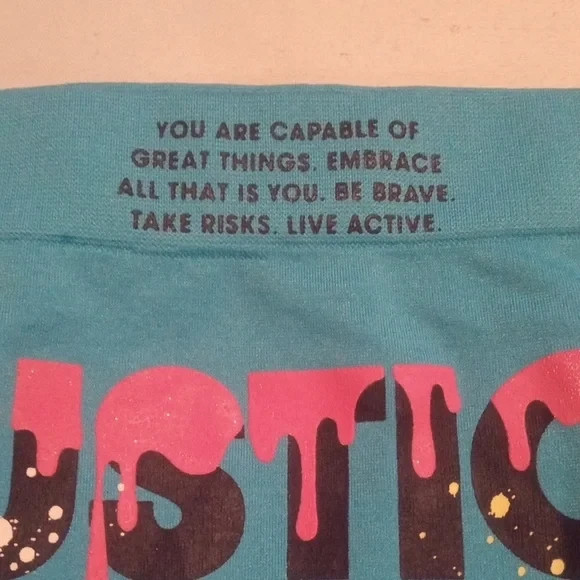 YOU ARE CAPABLE OF
GREAT THINGS. EMBRACE
ALL THAT IS YOU. BE BRAVE.
TAKE RISKS. LIVE ACTIVE.
USTIC